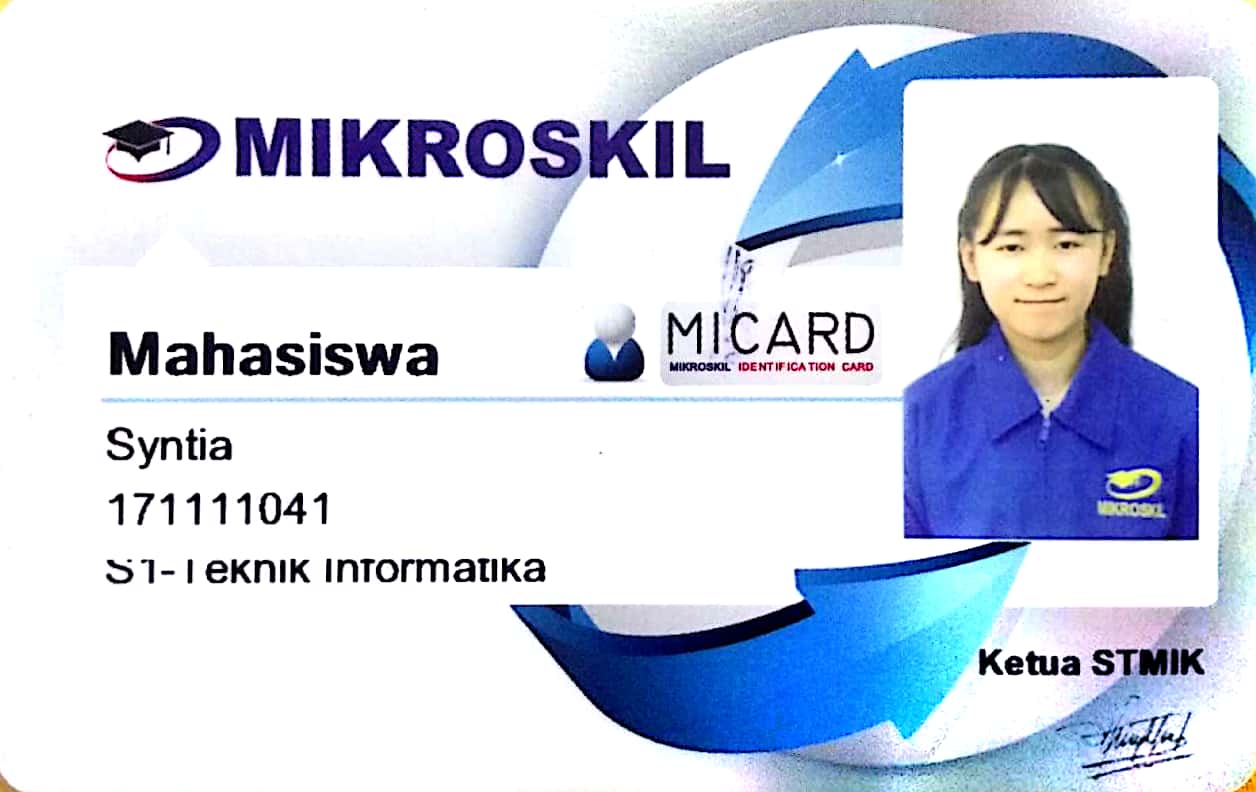 MIKROSKIL
Mahasiswa
MICARD
MIKROSKIL IDENTIFICATION CARD
Syntia
171111041
S1-Teknik Informatika
MIKROSKIL
Ketua STMIK